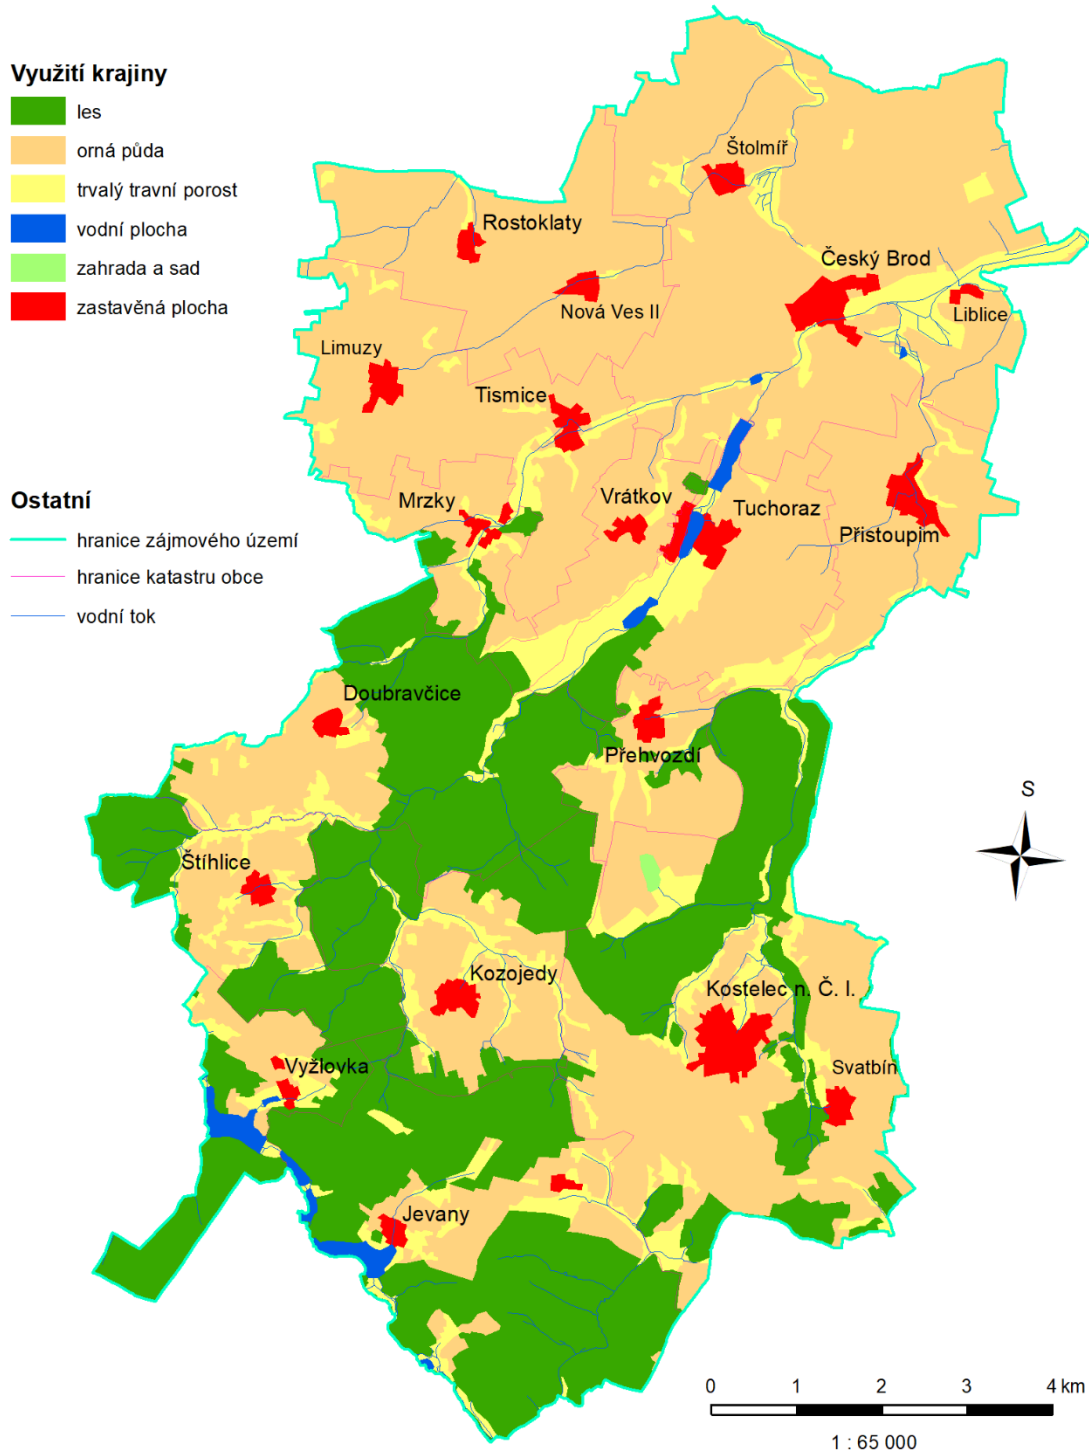 Využití krajiny
les
orná půda
trvalý travní porost
vodní plocha
zahrada a sad
zastavěná plocha
Štolmíř
Rostoklaty
Český Brod
Nová Ves II
Liblice
Limuzy
Tismice
Ostatní
hranice zájmového území
hranice katastru obce
vodní tok
Mrzky
Vrátkov
Tuchoraz
Přistoupim
Doubravčice
Přehvozdí
S
Štíhlice
Kozojedy
Kostelec n. Č. l.
Vyžlovka
Svatbín
Jevany
0 1 2 3 4 km
1 : 65 000